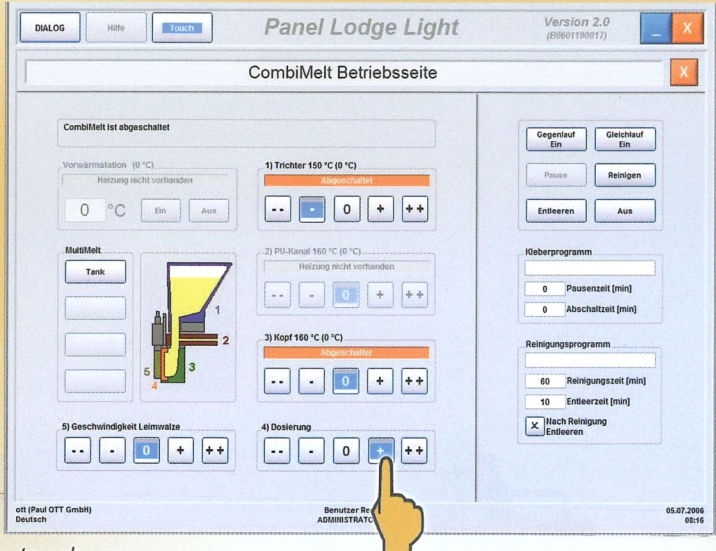 DIALOG Hilfe Touch Panel Lodge Light Version 2.0
(B0601190017)
_ X
CombiMelt Betriebsseite X
CombiMelt ist abgeschaltet
Vorwärmstation (0 °C)
Heizung nicht vorhanden
0 °C Ein Aus
1) Trichter 150 °C (0 °C)
Abgeschaltet
-- - 0 + ++
MultiMelt
Tank
1
2
3
4
5
2) PU-Kanal 160 °C (0 °C)
Heizung nicht vorhanden
-- - 0 + ++
3) Kopf 160 °C (0 °C)
Abgeschaltet
-- - 0 + ++
5) Geschwindigkeit Leimwalze
-- - 0 + ++
4) Dosierung
-- - 0 + ++
Gegenlauf
Ein
Gleichlauf
Ein
Pause Reinigen
Entleeren Aus
Kleberprogramm
0 Pausenzeit [min]
0 Abschaltzeit [min]
Reinigungsprogramm
60 Reinigungszeit [min]
10 Entleerzeit [min]
X Nach Reinigung
Entleeren
ott (Paul OTT GmbH)
Deutsch
Benutzer
05.07.2006
08:16